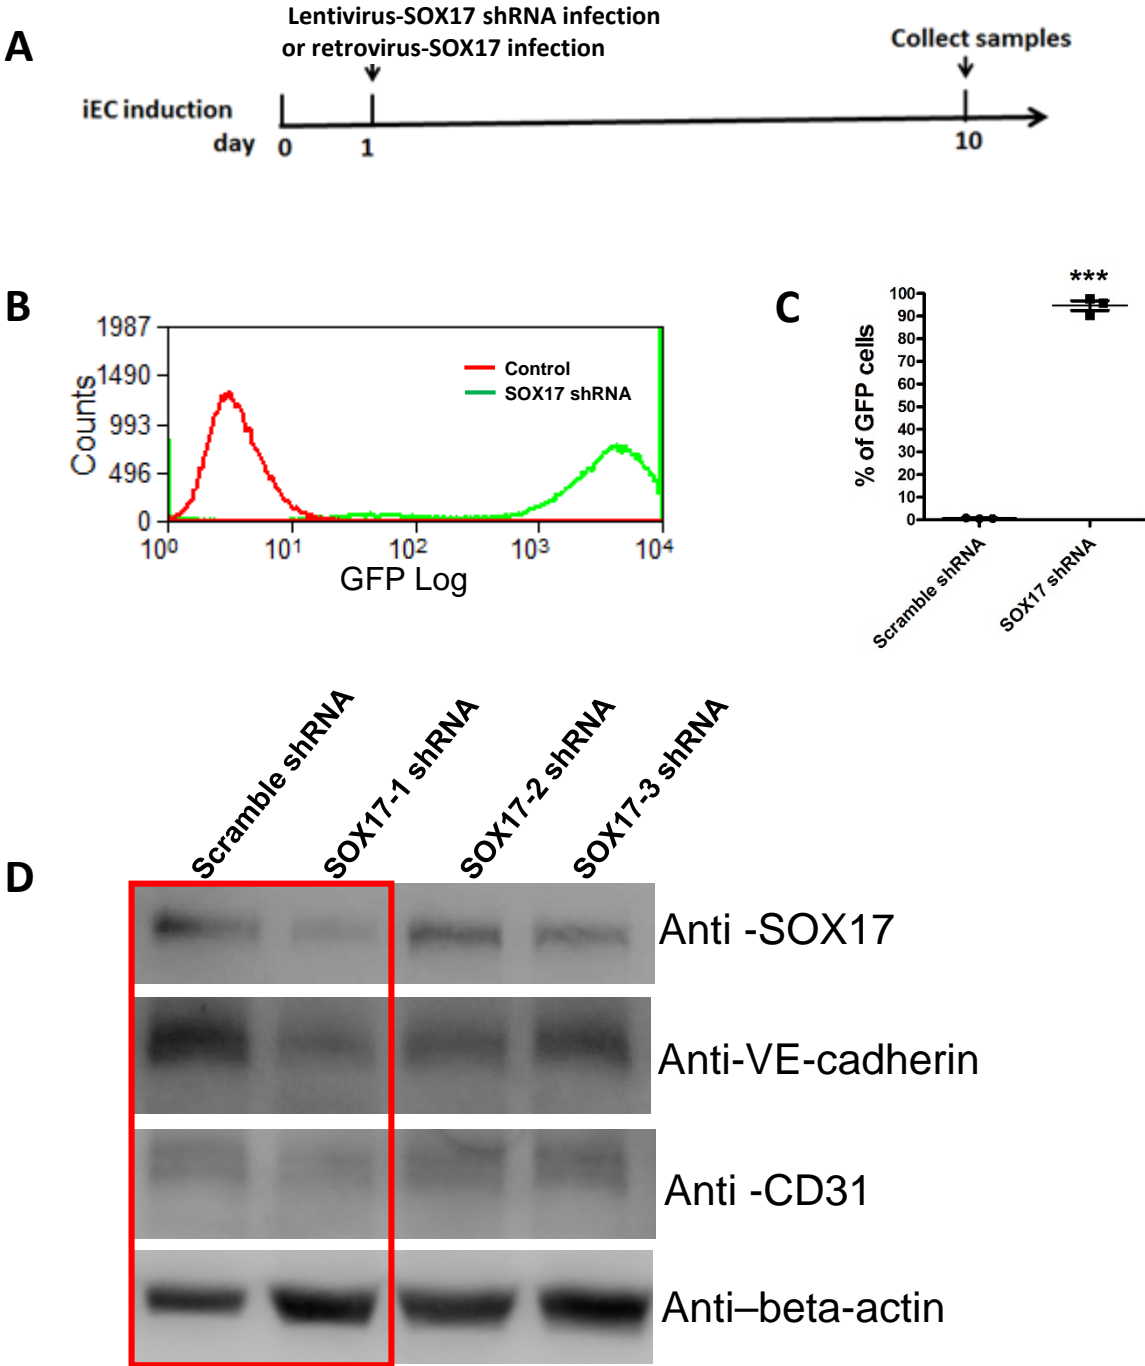 A
Lentivirus-SOX17 shRNA infection
or retrovirus-SOX17 infection
Collect samples
iEC induction
day 0 1 10
B
1987
1490
993
496
0
Counts
Control
SOX17 shRNA
10⁰ 10¹ 10² 10³ 10⁴
GFP Log
C
***
100
90
80
70
60
50
40
30
20
10
0
% of GFP cells
Scramble shRNA
SOX17 shRNA
D
Scramble shRNA
SOX17-1 shRNA
SOX17-2 shRNA
SOX17-3 shRNA
Anti -SOX17
Anti-VE-cadherin
Anti -CD31
Anti–beta-actin